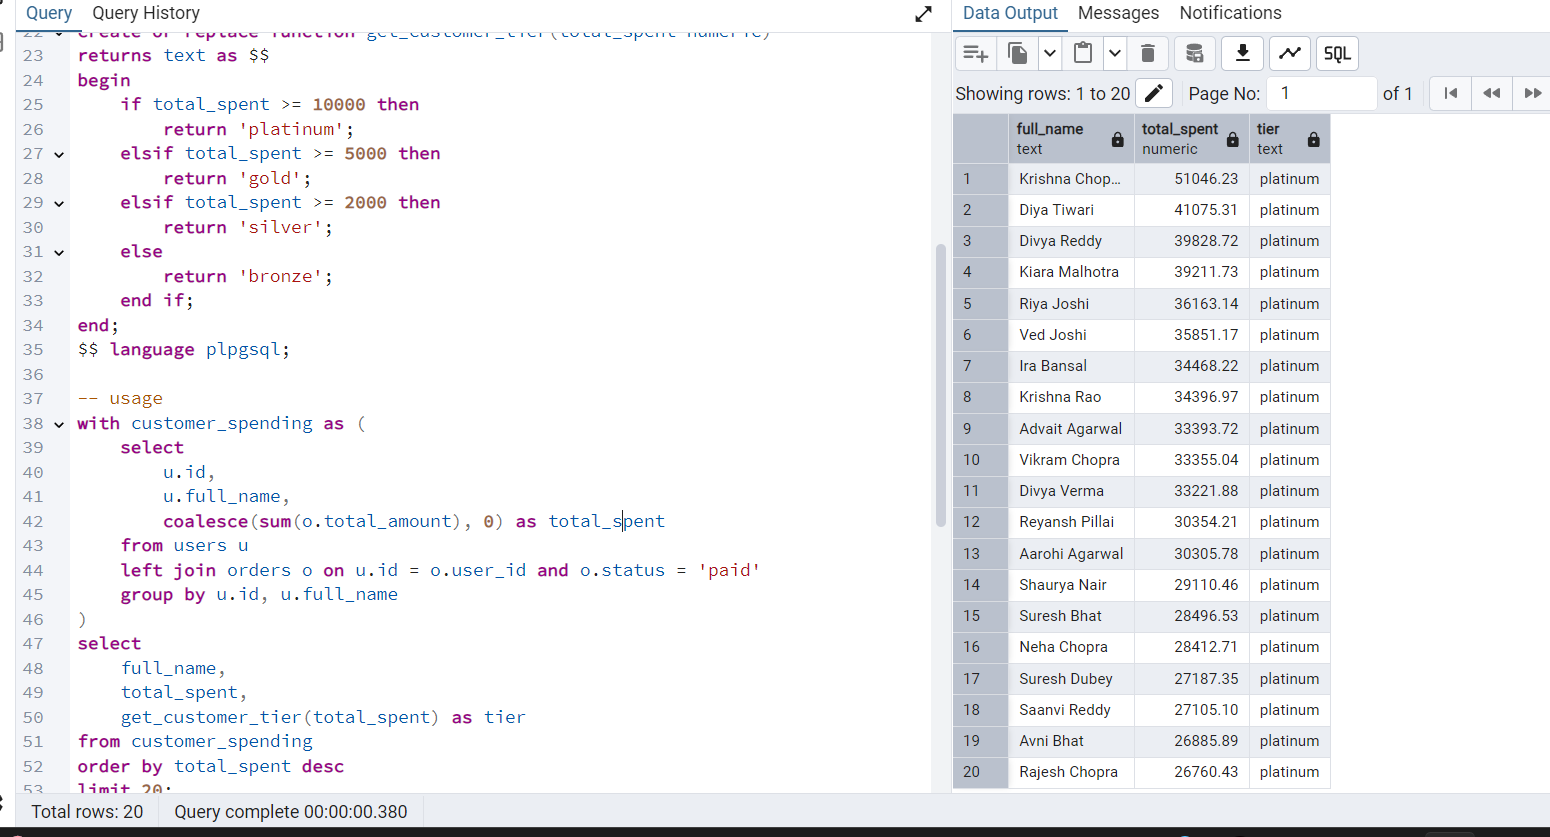 Query Query History
22 create or replace function get_customer_tier(total_spent numeric)
23 returns text as $$
24 begin
25 if total_spent >= 10000 then
26 return 'platinum';
27 elsif total_spent >= 5000 then
28 return 'gold';
29 elsif total_spent >= 2000 then
30 return 'silver';
31 else
32 return 'bronze';
33 end if;
34 end;
35 $$ language plpgsql;
36
37 -- usage
38 with customer_spending as (
39 select
40 u.id,
41 u.full_name,
42 coalesce(sum(o.total_amount), 0) as total_spent
43 from users u
44 left join orders o on u.id = o.user_id and o.status = 'paid'
45 group by u.id, u.full_name
46 )
47 select
48 full_name,
49 total_spent,
50 get_customer_tier(total_spent) as tier
51 from customer_spending
52 order by total_spent desc
53 limit 20;
Total rows: 20 Query complete 00:00:00.380
Data Output Messages Notifications
SQL
Showing rows: 1 to 20 Page No: 1 of 1
full_name total_spent tier
text numeric text
1 Krishna Chop... 51046.23 platinum
2 Diya Tiwari 41075.31 platinum
3 Divya Reddy 39828.72 platinum
4 Kiara Malhotra 39211.73 platinum
5 Riya Joshi 36163.14 platinum
6 Ved Joshi 35851.17 platinum
7 Ira Bansal 34468.22 platinum
8 Krishna Rao 34396.97 platinum
9 Advait Agarwal 33393.72 platinum
10 Vikram Chopra 33355.04 platinum
11 Divya Verma 33221.88 platinum
12 Reyansh Pillai 30354.21 platinum
13 Aarohi Agarwal 30305.78 platinum
14 Shaurya Nair 29110.46 platinum
15 Suresh Bhat 28496.53 platinum
16 Neha Chopra 28412.71 platinum
17 Suresh Dubey 27187.35 platinum
18 Saanvi Reddy 27105.10 platinum
19 Avni Bhat 26885.89 platinum
20 Rajesh Chopra 26760.43 platinum